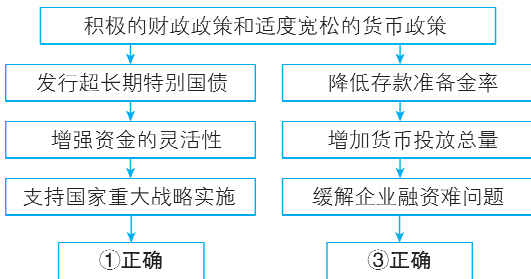 积极的财政政策和适度宽松的货币政策
发行超长期特别国债
降低存款准备金率
增强资金的灵活性
增加货币投放总量
支持国家重大战略实施
缓解企业融资难问题
①正确
③正确